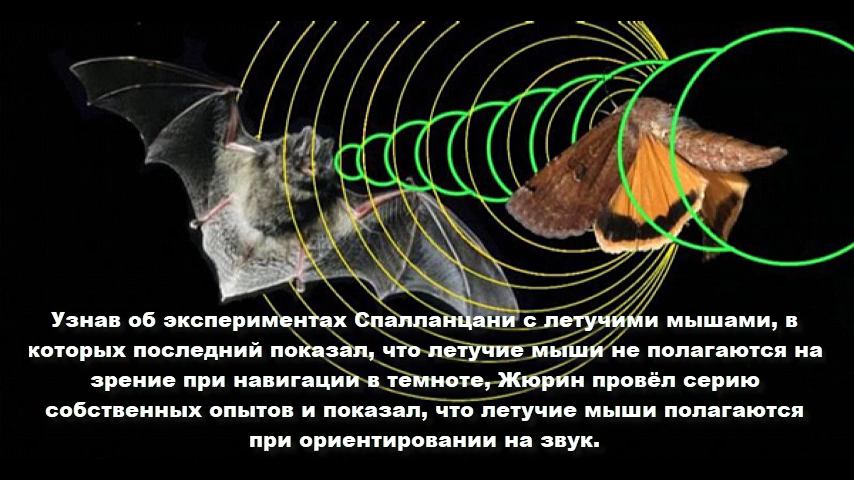 Узнав об экспериментах Спалланцани с летучими мышами, в
которых последний показал, что летучие мыши не полагаются на
зрение при навигации в темноте, Жюрин провёл серию
собственных опытов и показал, что летучие мыши полагаются
при ориентировании на звук.